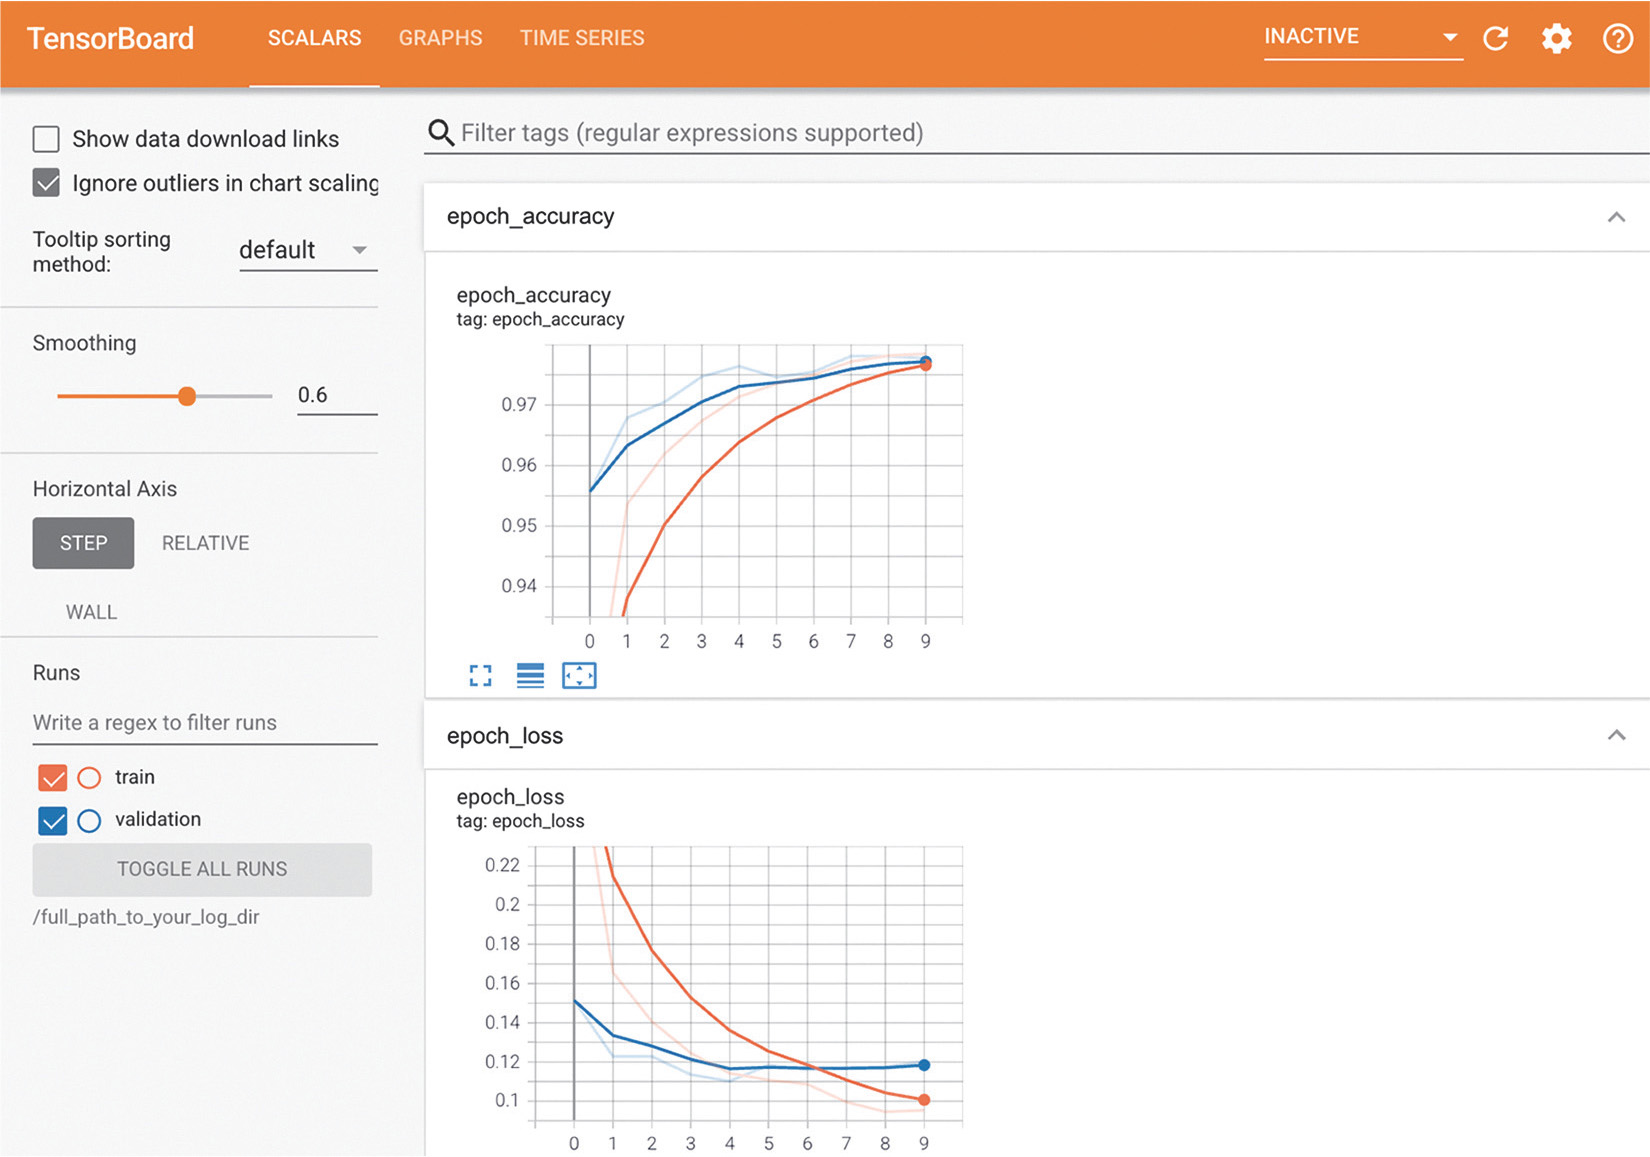 TensorBoard SCALARS GRAPHS TIME SERIES INACTIVE
Show data download links
Ignore outliers in chart scaling
Tooltip sorting
method:
default
Smoothing
0.6
Horizontal Axis
STEP RELATIVE
WALL
Runs
Write a regex to filter runs
train
validation
TOGGLE ALL RUNS
/full_path_to_your_log_dir
Filter tags (regular expressions supported)
epoch_accuracy
epoch_accuracy
tag: epoch_accuracy
0.97
0.96
0.95
0.94
0 1 2 3 4 5 6 7 8 9
epoch_loss
epoch_loss
tag: epoch_loss
0.22
0.2
0.18
0.16
0.14
0.12
0.1
0 1 2 3 4 5 6 7 8 9